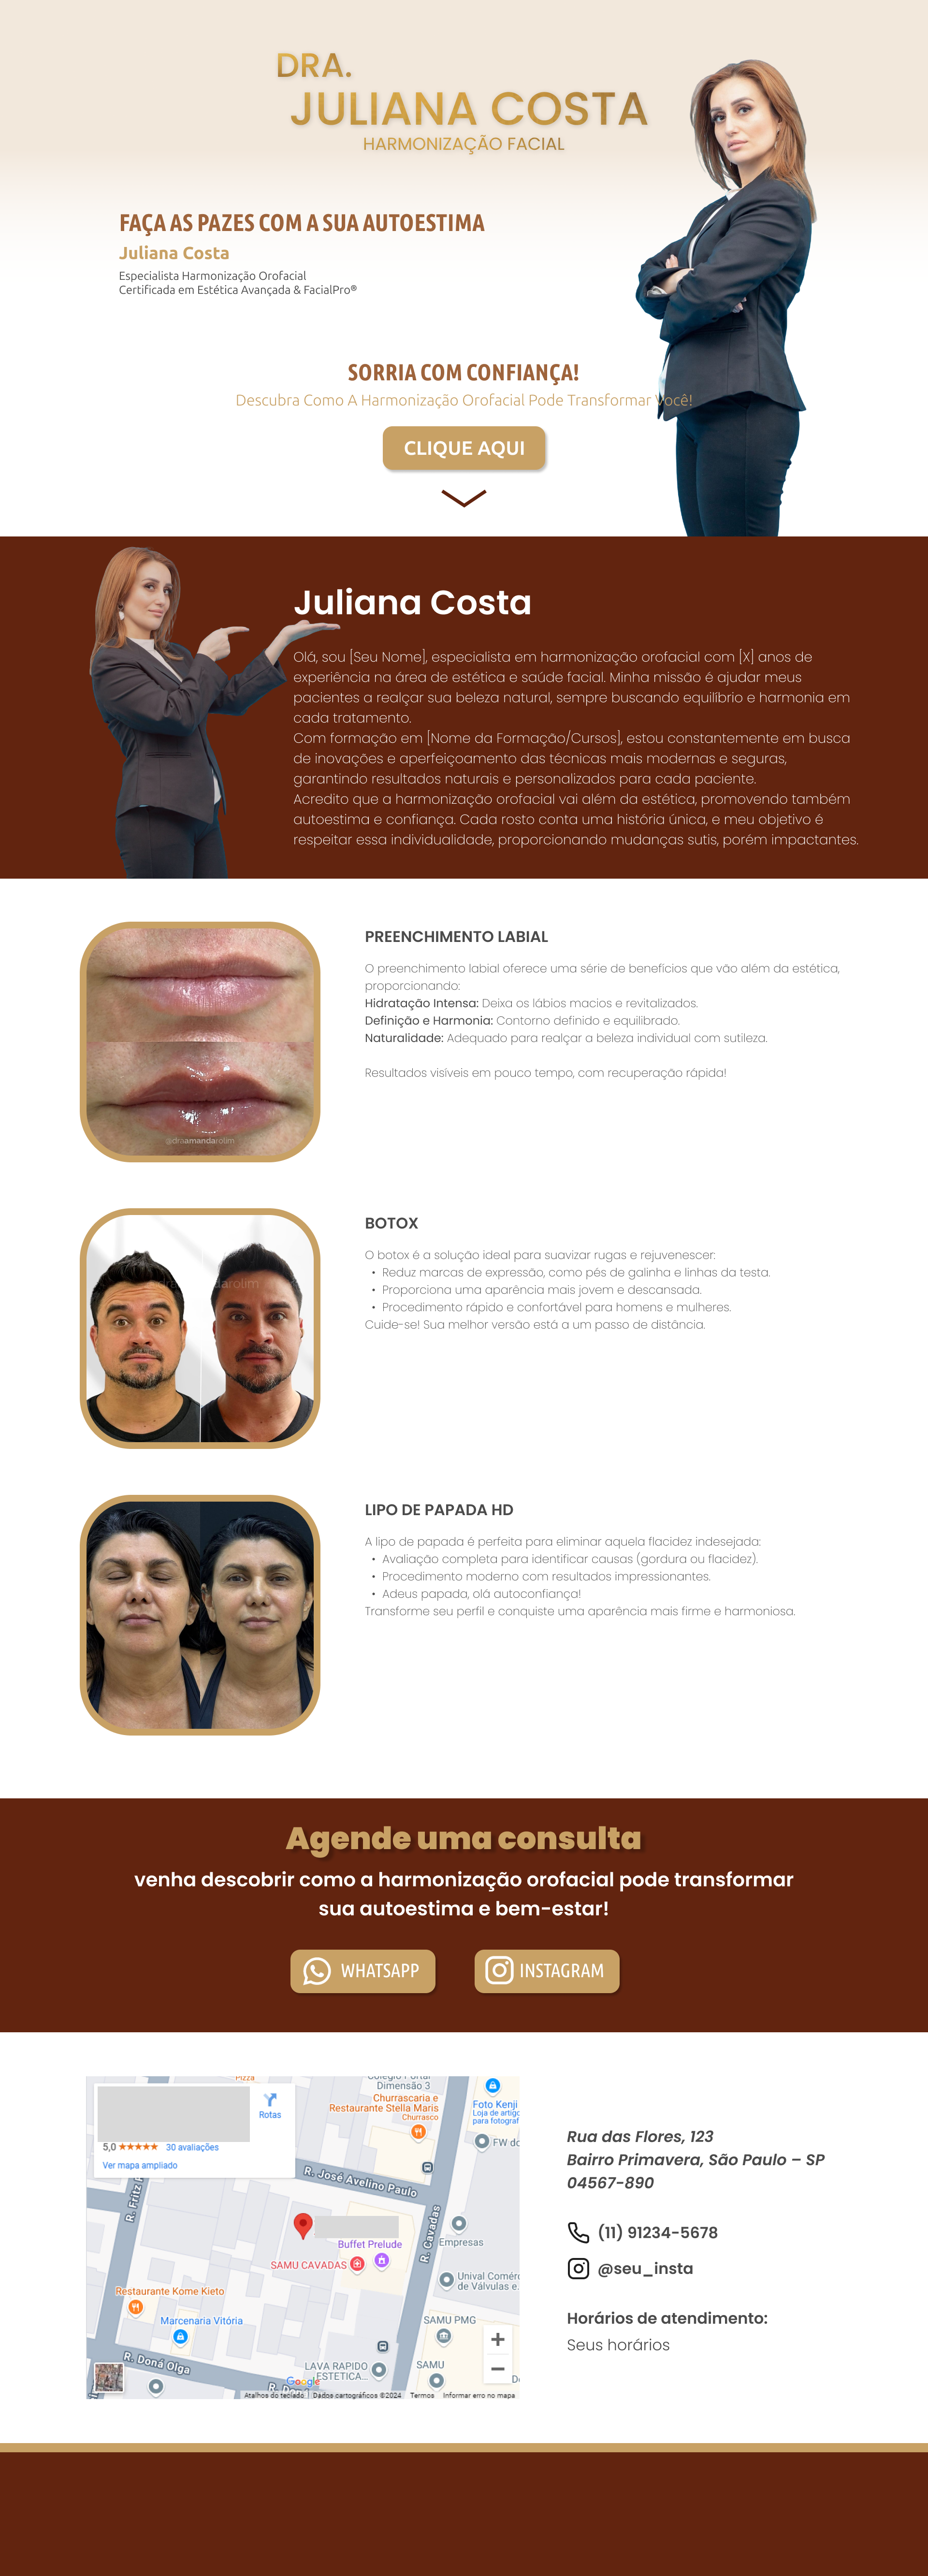 DRA.
JULIANA COSTA
HARMONIZAÇÃO FACIAL
FAÇA AS PAZES COM A SUA AUTOESTIMA
Juliana Costa
Especialista Harmonização Orofacial
Certificada em Estética Avançada & FacialPro®
SORRIA COM CONFIANÇA!
Descubra Como A Harmonização Orofacial Pode Transformar Você!
CLIQUE AQUI
Juliana Costa
Olá, sou [Seu Nome], especialista em harmonização orofacial com [X] anos de
experiência na área de estética e saúde facial. Minha missão é ajudar meus
pacientes a realçar sua beleza natural, sempre buscando equilíbrio e harmonia em
cada tratamento.
Com formação em [Nome da Formação/Cursos], estou constantemente em busca
de inovações e aperfeiçoamento das técnicas mais modernas e seguras,
garantindo resultados naturais e personalizados para cada paciente.
Acredito que a harmonização orofacial vai além da estética, promovendo também
autoestima e confiança. Cada rosto conta uma história única, e meu objetivo é
respeitar essa individualidade, proporcionando mudanças sutis, porém impactantes.
@draamandarolim
PREENCHIMENTO LABIAL
O preenchimento labial oferece uma série de benefícios que vão além da estética,
proporcionando:
Hidratação Intensa: Deixa os lábios macios e revitalizados.
Definição e Harmonia: Contorno definido e equilibrado.
Naturalidade: Adequado para realçar a beleza individual com sutileza.
Resultados visíveis em pouco tempo, com recuperação rápida!
darolim
BOTOX
O botox é a solução ideal para suavizar rugas e rejuvenescer:
• Reduz marcas de expressão, como pés de galinha e linhas da testa.
• Proporciona uma aparência mais jovem e descansada.
• Procedimento rápido e confortável para homens e mulheres.
Cuide-se! Sua melhor versão está a um passo de distância.
LIPO DE PAPADA HD
A lipo de papada é perfeita para eliminar aquela flacidez indesejada:
• Avaliação completa para identificar causas (gordura ou flacidez).
• Procedimento moderno com resultados impressionantes.
• Adeus papada, olá autoconfiança!
Transforme seu perfil e conquiste uma aparência mais firme e harmoniosa.
Agende uma consulta
venha descobrir como a harmonização orofacial pode transformar
sua autoestima e bem-estar!
WHATSAPP
INSTAGRAM
Pizza
Dimensão 3
Churrascaria e
Restaurante Stella Maris
Churrasco
Foto Kenji
Loja de artigo
para fotograf
FW do
Rotas
5,0 ★★★★★ 30 avaliações
Ver mapa ampliado
R. Fritz
R. José Avelino Paulo
R. Cavadas
Buffet Prelude
Empresas
SAMU CAVADAS
Unival Comérc
de Válvulas e.
Restaurante Kome Kieto
Marcenaria Vitória
SAMU PMG
R. Doná Olga
LAVA RAPIDO
ESTETICA...
SAMU
Google
Atalhos do teclado
Dados cartográficos ©2024
Termos
Informar erro no mapa
Rua das Flores, 123
Bairro Primavera, São Paulo – SP
04567-890
(11) 91234-5678
@seu_insta
Horários de atendimento:
Seus horários